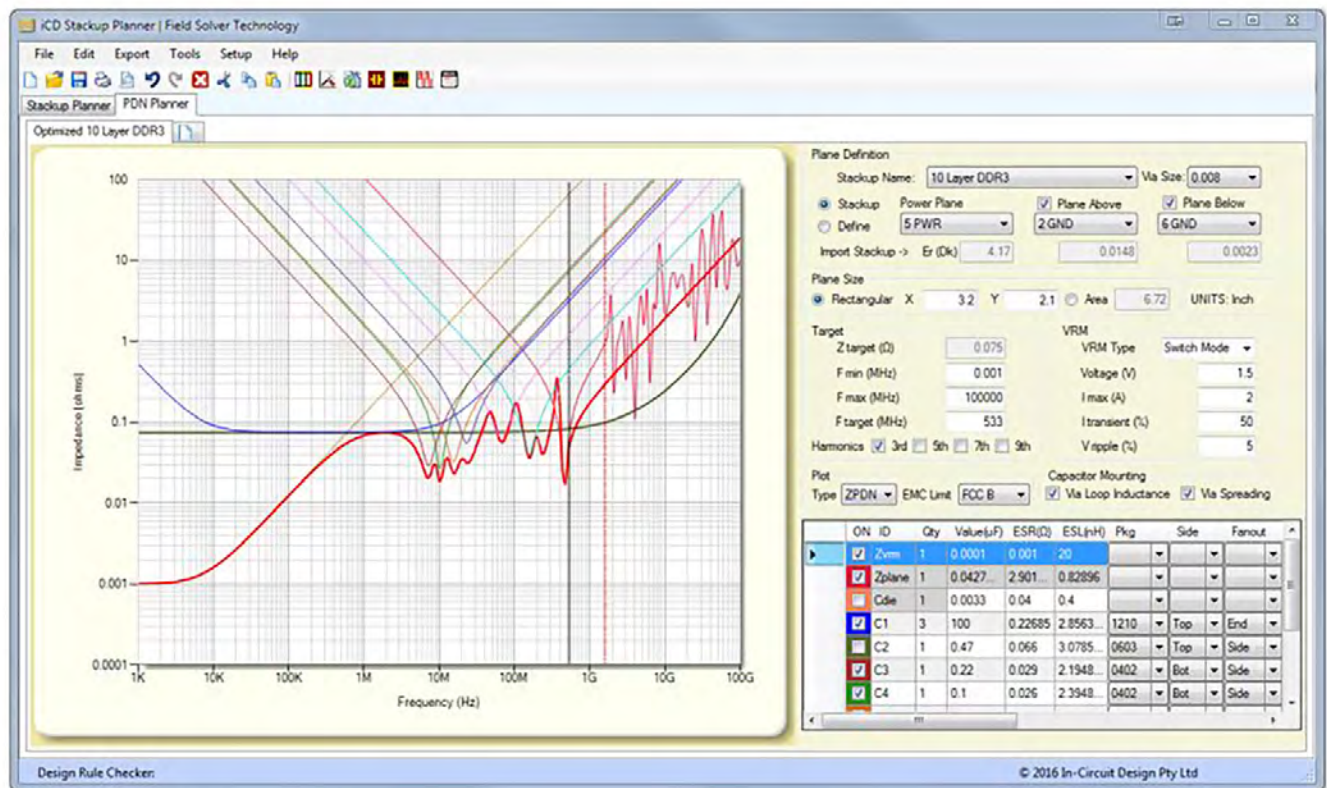 iCD Stackup Planner | Field Solver Technology
File Edit Export Tools Setup Help
Stackup Planner PDN Planner
Optimized 10 Layer DDR3
100
10
1
0.1
0.01
0.001
0.0001
Impedance [ohms]
1K 10K 100K 1M 10M 100M 1G 10G 100G
Frequency (Hz)
Plane Definition
Stackup Name: 10 Layer DDR3 Via Size: 0.008
Stackup Power Plane Plane Above Plane Below
Define 5 PWR 2 GND 6 GND
Import Stackup -> Er (Dk) 4.17 0.0148 0.0023
Plane Size
Rectangular X 3.2 Y 2.1 Area 6.72 UNITS: Inch
Target VRM
Z target (Ω) 0.075 VRM Type Switch Mode
F min (MHz) 0.001 Voltage (V) 1.5
F max (MHz) 100000 I max (A) 2
F target (MHz) 533 I transient (%) 50
Harmonics 3rd 5th 7th 9th V ripple (%) 5
Plot Capacitor Mounting
Type ZPDN EMC Limit FCC B Via Loop Inductance Via Spreading
ON ID Qty Value(uF) ESR(Ω) ESL(nH) Pkg Side Fanout
Zvrm 1 0.0001 0.001 20
Zplane 1 0.0427... 2.901... 0.82896
Cdie 1 0.0033 0.04 0.4
C1 3 100 0.22685 2.8563... 1210 Top End
C2 1 0.47 0.066 3.0785... 0603 Top Side
C3 1 0.22 0.029 2.1948... 0402 Bot Side
C4 1 0.1 0.026 2.3948... 0402 Bot Side
Design Rule Checker: © 2016 In-Circuit Design Pty Ltd